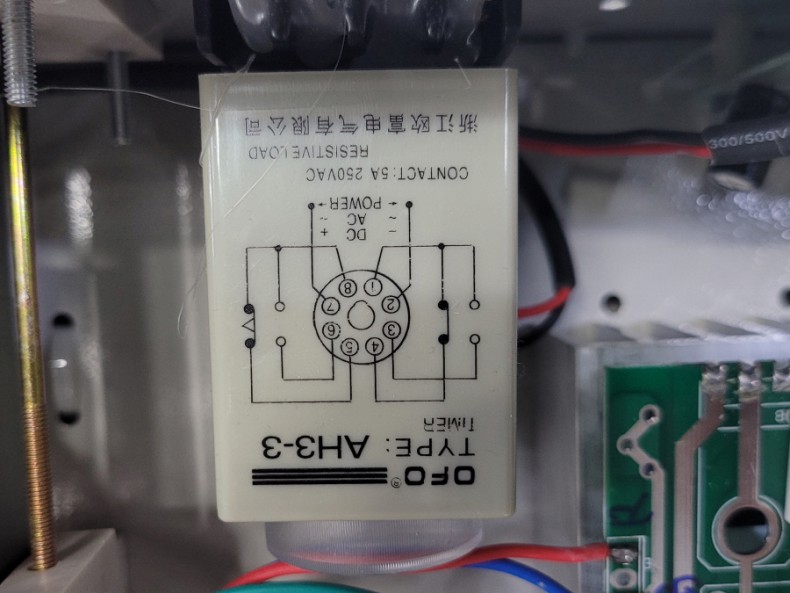 OFO®
TYPE: AH3-3
TIMER
4 5
3 6
2 7
1 8
- DC +
~ AC ~
POWER
CONTACT:5A 250VAC
RESISTIVE LOAD
浙江欧富电气有限公司
300/500V
R